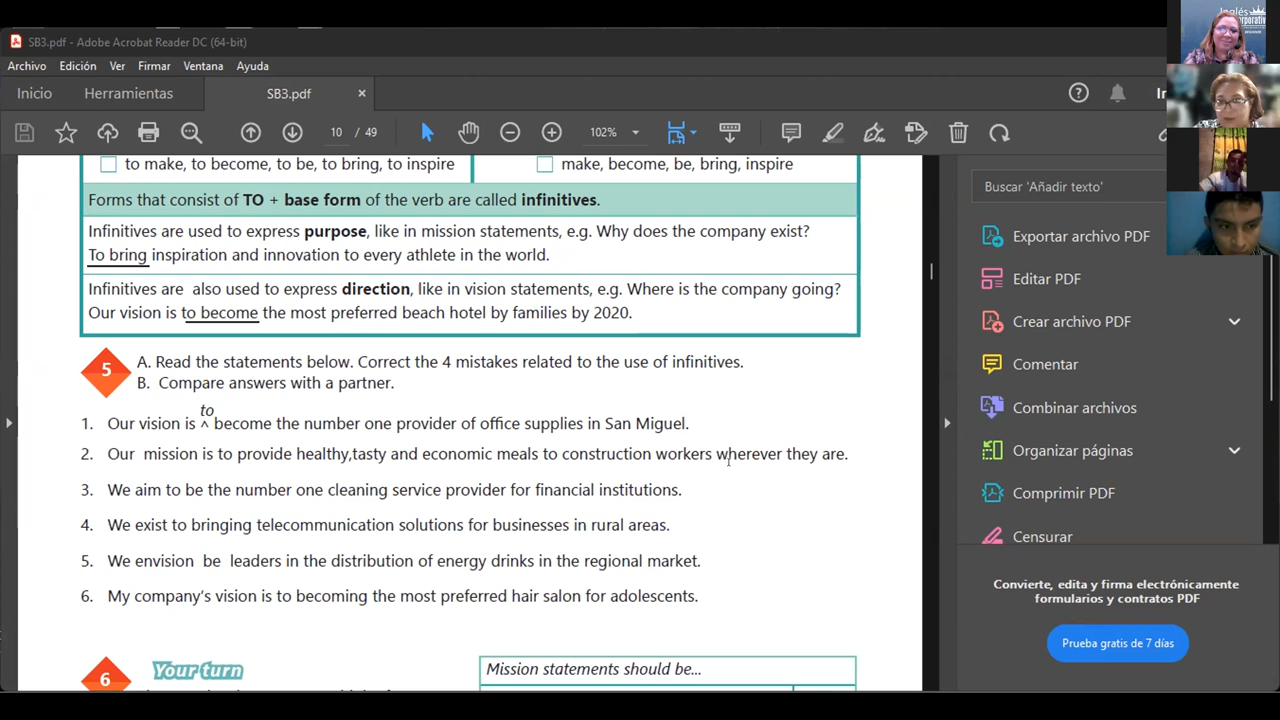 SB3.pdf - Adobe Acrobat Reader DC (64-bit)
Archivo Edición Ver Firmar Ventana Ayuda
Inicio Herramientas SB3.pdf ×
10 / 49 102%
to make, to become, to be, to bring, to inspire
make, become, be, bring, inspire
Forms that consist of TO + base form of the verb are called infinitives.
Infinitives are used to express purpose, like in mission statements, e.g. Why does the company exist?
To bring inspiration and innovation to every athlete in the world.
Infinitives are also used to express direction, like in vision statements, e.g. Where is the company going?
Our vision is to become the most preferred beach hotel by families by 2020.
5 A. Read the statements below. Correct the 4 mistakes related to the use of infinitives.
B. Compare answers with a partner.
to
1. Our vision is ^ become the number one provider of office supplies in San Miguel.
2. Our mission is to provide healthy,tasty and economic meals to construction workers wherever they are.
3. We aim to be the number one cleaning service provider for financial institutions.
4. We exist to bringing telecommunication solutions for businesses in rural areas.
5. We envision be leaders in the distribution of energy drinks in the regional market.
6. My company's vision is to becoming the most preferred hair salon for adolescents.
6 Your turn
Mission statements should be...
Buscar 'Añadir texto'
Exportar archivo PDF
Editar PDF
Crear archivo PDF
Comentar
Combinar archivos
Organizar páginas
Comprimir PDF
Censurar
Convierte, edita y firma electrónicamente
formularios y contratos PDF
Prueba gratis de 7 días
Inglés